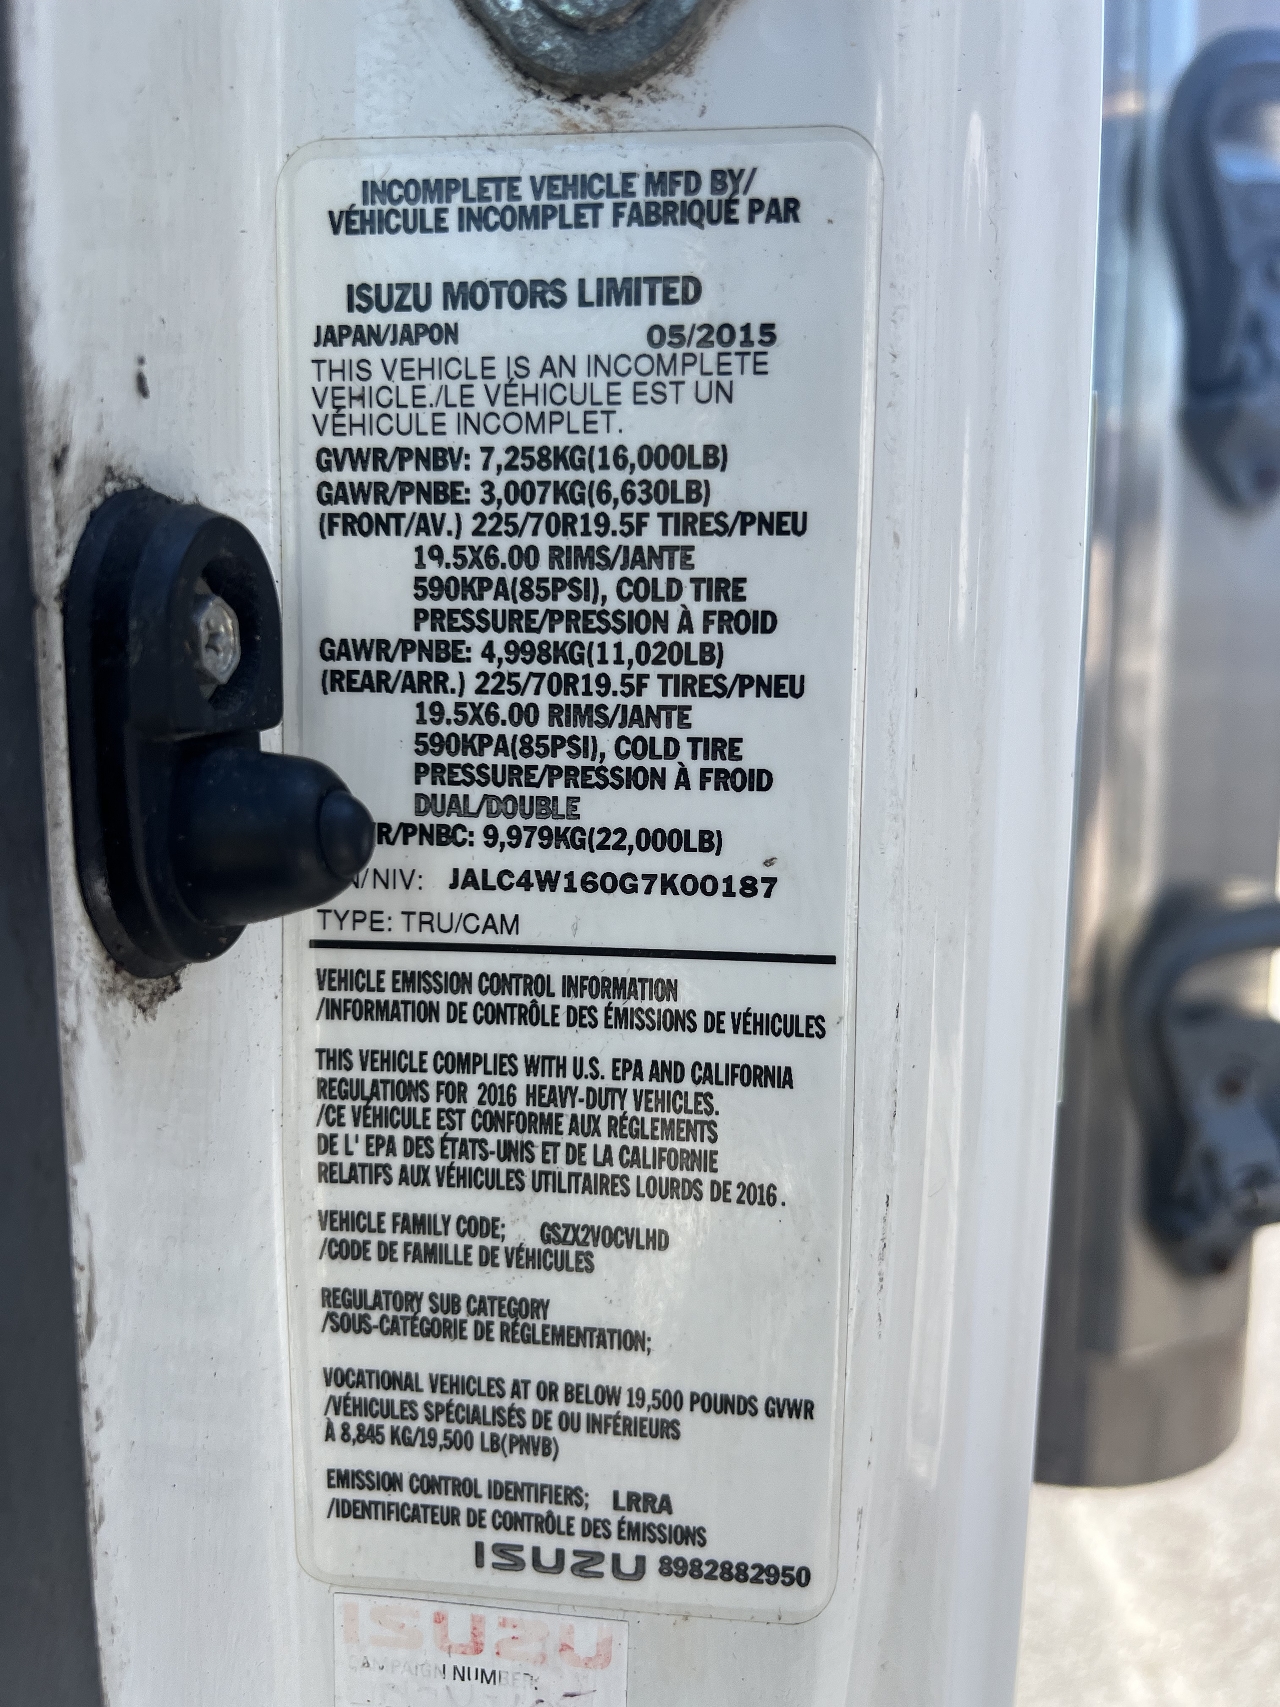 INCOMPLETE VEHICLE MFD BY/
VÉHICULE INCOMPLET FABRIQUÉ PAR
ISUZU MOTORS LIMITED
JAPAN/JAPON 05/2015
THIS VEHICLE IS AN INCOMPLETE
VEHICLE./LE VÉHICULE EST UN
VÉHICULE INCOMPLET.
GVWR/PNBV: 7,258KG(16,000LB)
GAWR/PNBE: 3,007KG(6,630LB)
(FRONT/AV.) 225/70R19.5F TIRES/PNEU
19.5X6.00 RIMS/JANTE
590KPA(85PSI), COLD TIRE
PRESSURE/PRESSION À FROID
GAWR/PNBE: 4,998KG(11,020LB)
(REAR/ARR.) 225/70R19.5F TIRES/PNEU
19.5X6.00 RIMS/JANTE
590KPA(85PSI), COLD TIRE
PRESSURE/PRESSION À FROID
DUAL/DOUBLE
R/PNBC: 9,979KG(22,000LB)
/NIV: JALC4W160G7K00187
TYPE: TRU/CAM
VEHICLE EMISSION CONTROL INFORMATION
/INFORMATION DE CONTRÔLE DES ÉMISSIONS DE VÉHICULES
THIS VEHICLE COMPLIES WITH U.S. EPA AND CALIFORNIA
REGULATIONS FOR 2016 HEAVY-DUTY VEHICLES.
/CE VÉHICULE EST CONFORME AUX RÉGLEMENTS
DE L' EPA DES ÉTATS-UNIS ET DE LA CALIFORNIE
RELATIFS AUX VÉHICULES UTILITAIRES LOURDS DE 2016.
VEHICLE FAMILY CODE; GSZX2VOCVLHD
/CODE DE FAMILLE DE VÉHICULES
REGULATORY SUB CATEGORY
/SOUS-CATÉGORIE DE RÉGLEMENTATION;
VOCATIONAL VEHICLES AT OR BELOW 19,500 POUNDS GVWR
/VÉHICULES SPÉCIALISÉS DE OU INFÉRIEURS
À 8,845 KG/19,500 LB(PNVB)
EMISSION CONTROL IDENTIFIERS; LRRA
/IDENTIFICATEUR DE CONTRÔLE DES ÉMISSIONS
ISUZU 8982882950
ISUZU
CAMPAIGN NUMBER: